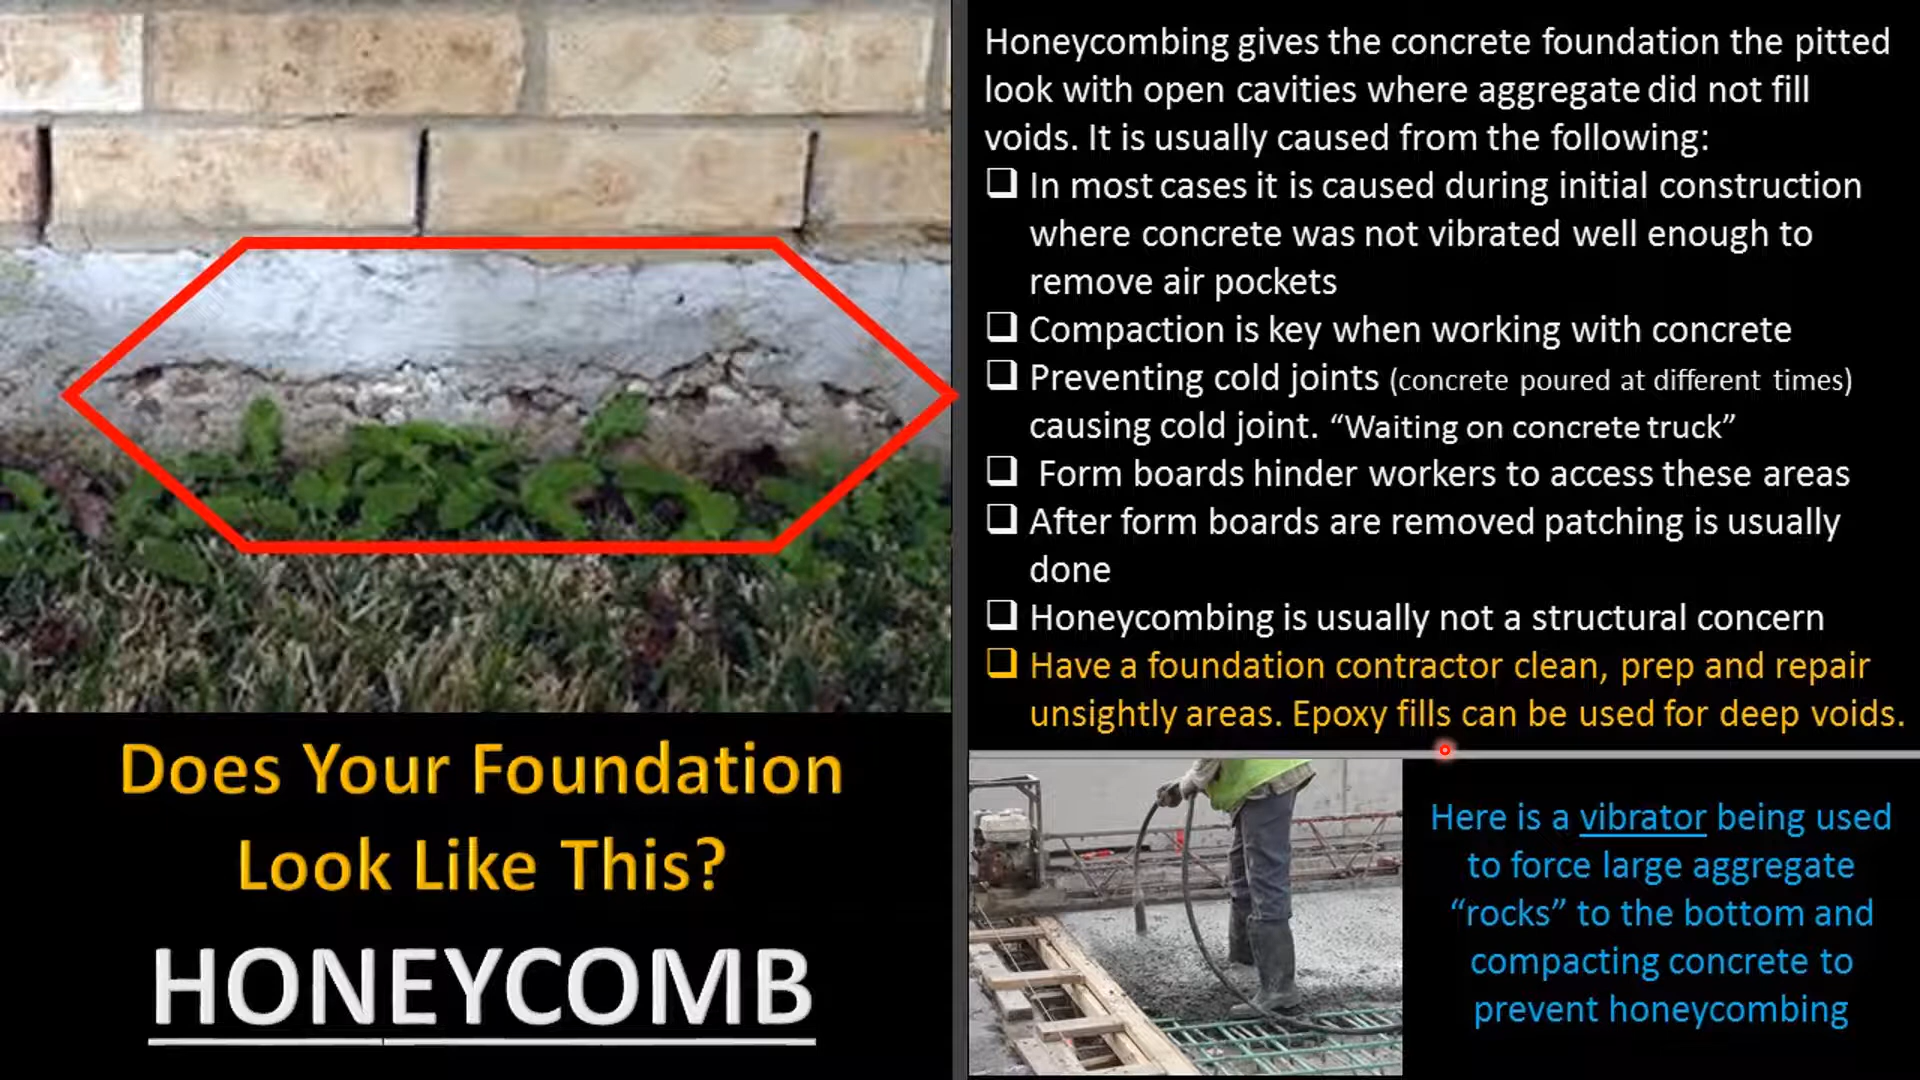 Honeycombing gives the concrete foundation the pitted
look with open cavities where aggregate did not fill
voids. It is usually caused from the following:
In most cases it is caused during initial construction
where concrete was not vibrated well enough to
remove air pockets
Compaction is key when working with concrete
Preventing cold joints (concrete poured at different times)
causing cold joint. “Waiting on concrete truck”
Form boards hinder workers to access these areas
After form boards are removed patching is usually
done
Honeycombing is usually not a structural concern
Have a foundation contractor clean, prep and repair
unsightly areas. Epoxy fills can be used for deep voids.
Does Your Foundation
Look Like This?
HONEYCOMB
Here is a vibrator being used
to force large aggregate
“rocks” to the bottom and
compacting concrete to
prevent honeycombing